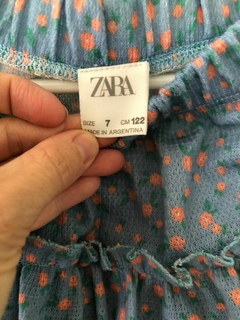 ZARA
SIZE 7 CM 122
MADE IN ARGENTINA